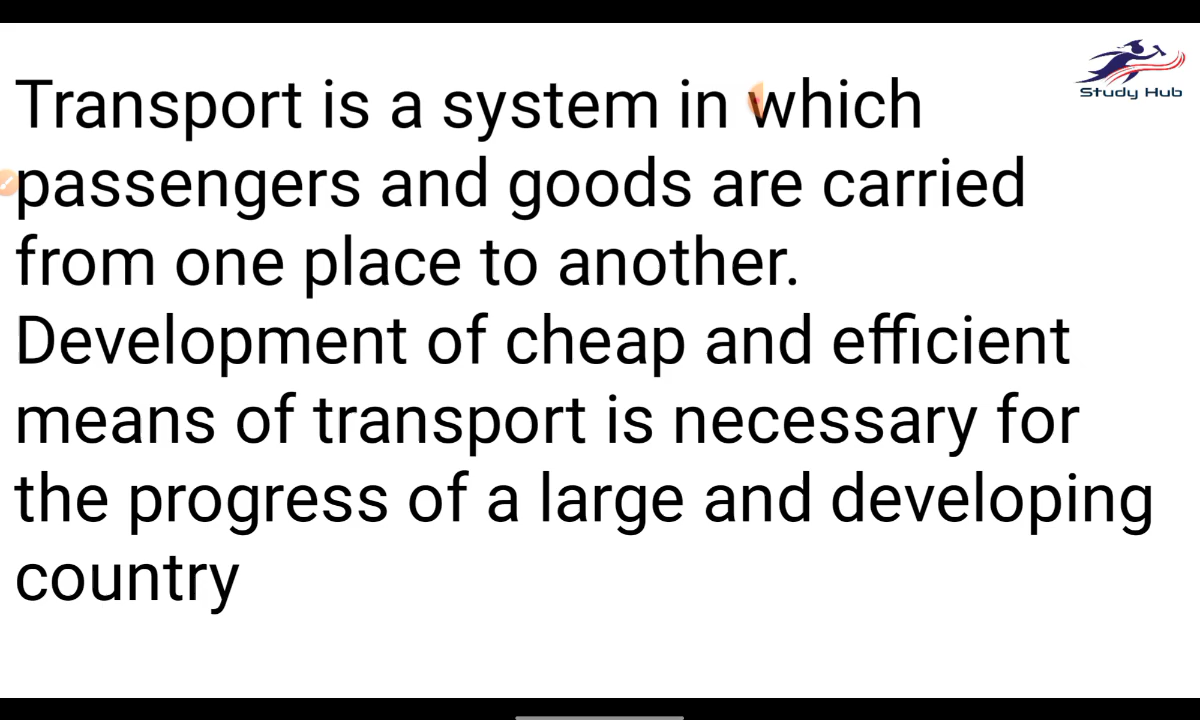 Study Hub
Transport is a system in which
passengers and goods are carried
from one place to another.
Development of cheap and efficient
means of transport is necessary for
the progress of a large and developing
country